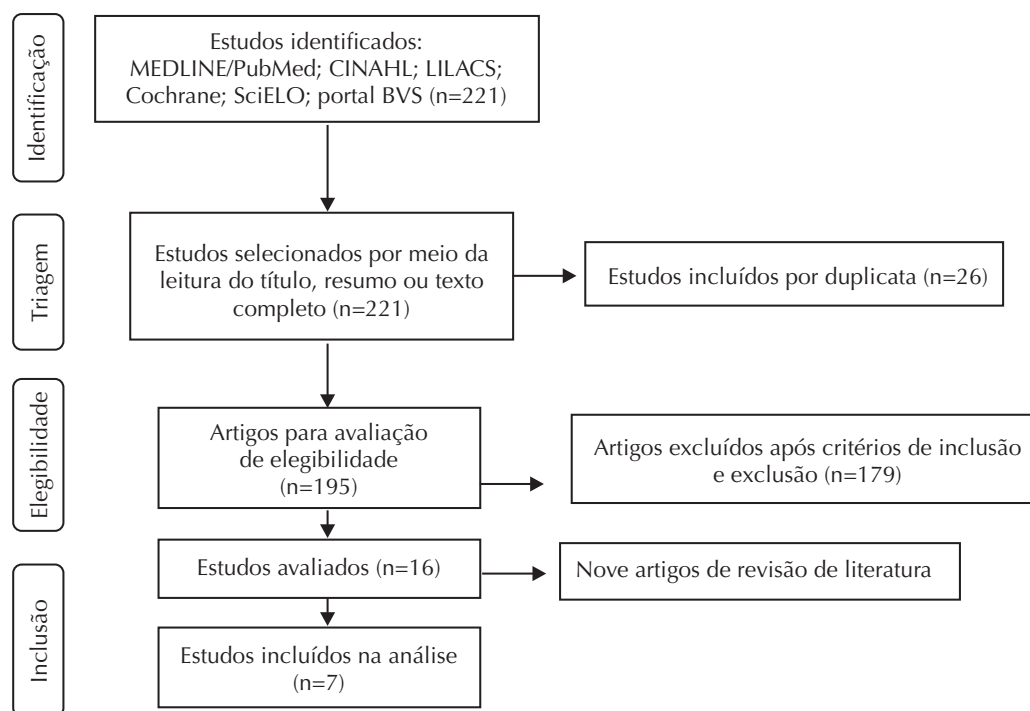 Identificação
Estudos identificados:
MEDLINE/PubMed; CINAHL; LILACS;
Cochrane; SciELO; portal BVS (n=221)
Triagem
Estudos selecionados por meio da
leitura do título, resumo ou texto
completo (n=221)
Estudos incluídos por duplicata (n=26)
Elegibilidade
Artigos para avaliação
de elegibilidade
(n=195)
Artigos excluídos após critérios de inclusão
e exclusão (n=179)
Inclusão
Estudos avaliados (n=16)
Nove artigos de revisão de literatura
Estudos incluídos na análise
(n=7)